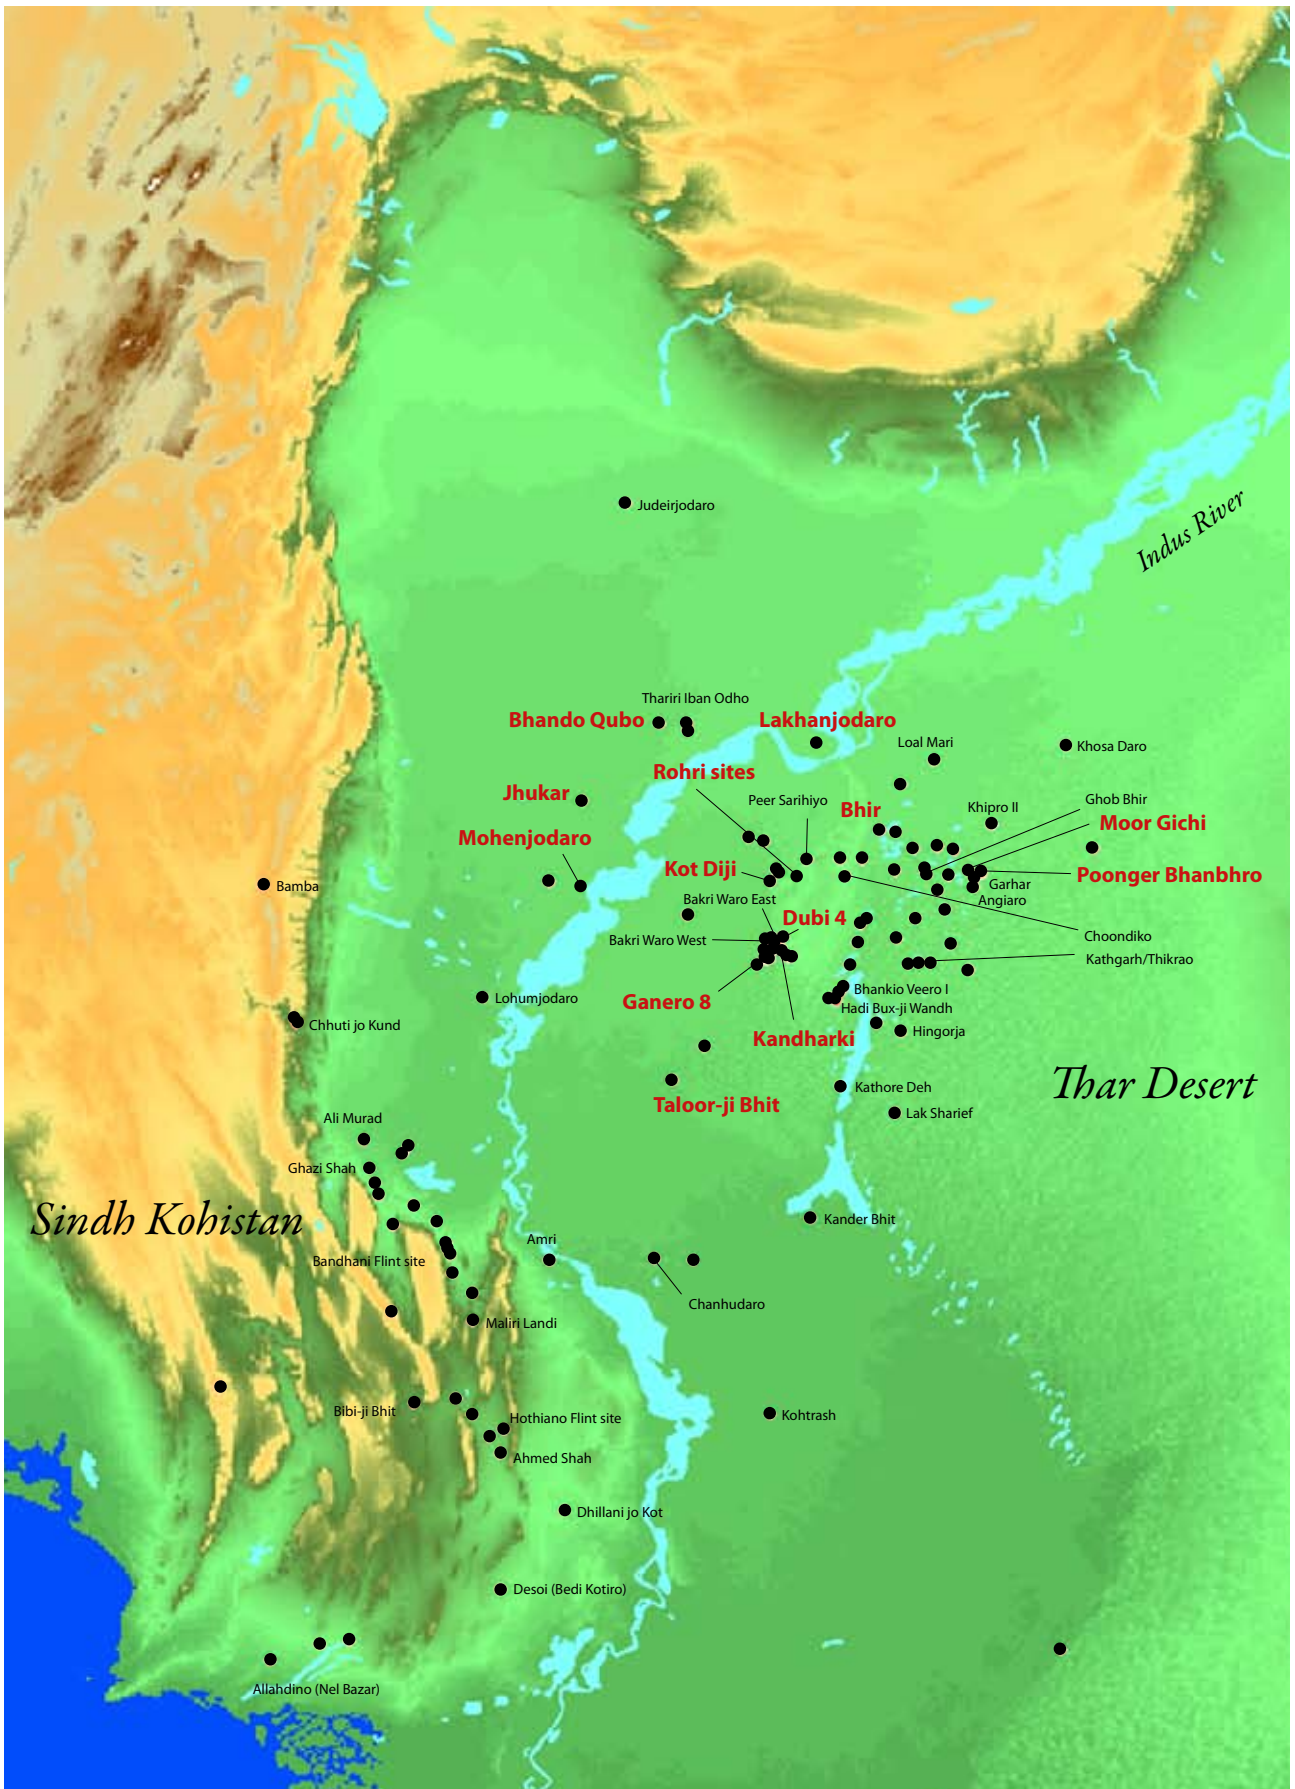 Judeirjodaro
Indus River
Thariri Iban Odho
Bhando Qubo
Lakhanjodaro
Loal Mari
Khosa Daro
Rohri sites
Jhukar
Peer Sarihiyo
Bhir
Khipro II
Ghob Bhir
Moor Gichi
Mohenjodaro
Kot Diji
Poonger Bhanbhro
Bamba
Garhar
Angiaro
Bakri Waro East
Dubi 4
Choondiko
Bakri Waro West
Kathgarh/Thikrao
Bhankio Veero I
Lohumjodaro
Ganero 8
Hadi Bux-ji Wandh
Chhuti jo Kund
Hingorja
Kandharki
Thar Desert
Kathore Deh
Taloor-ji Bhit
Lak Sharief
Ali Murad
Ghazi Shah
Sindh Kohistan
Kander Bhit
Amri
Bandhani Flint site
Chanhudaro
Maliri Landi
Bibi-ji Bhit
Kohtrash
Hothiano Flint site
Ahmed Shah
Dhillani jo Kot
Desoi (Bedi Kotiro)
Allahdino (Nel Bazar)